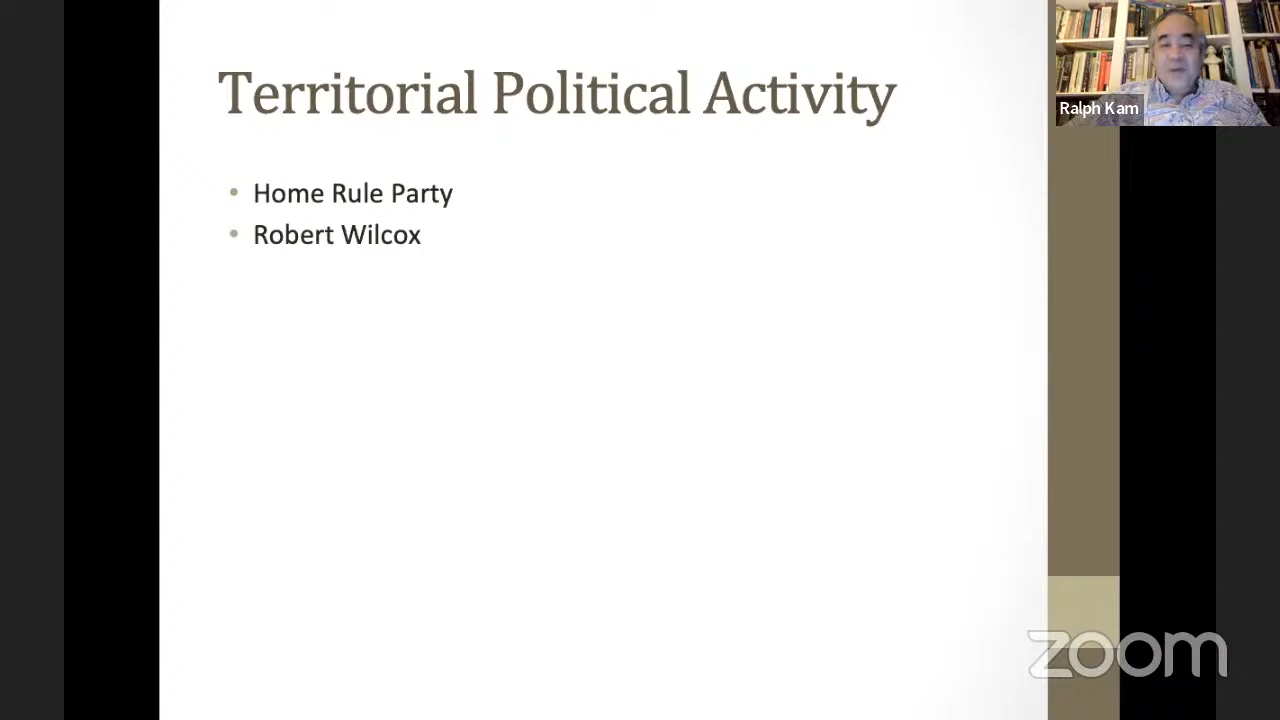 Territorial Political Activity
• Home Rule Party
• Robert Wilcox
Ralph Kam
zoom